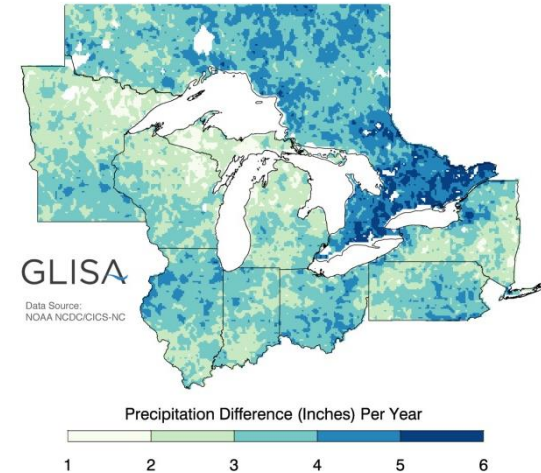 GLISA
Data Source:
NOAA NCDC/CICS-NC
Precipitation Difference (Inches) Per Year
1 2 3 4 5 6